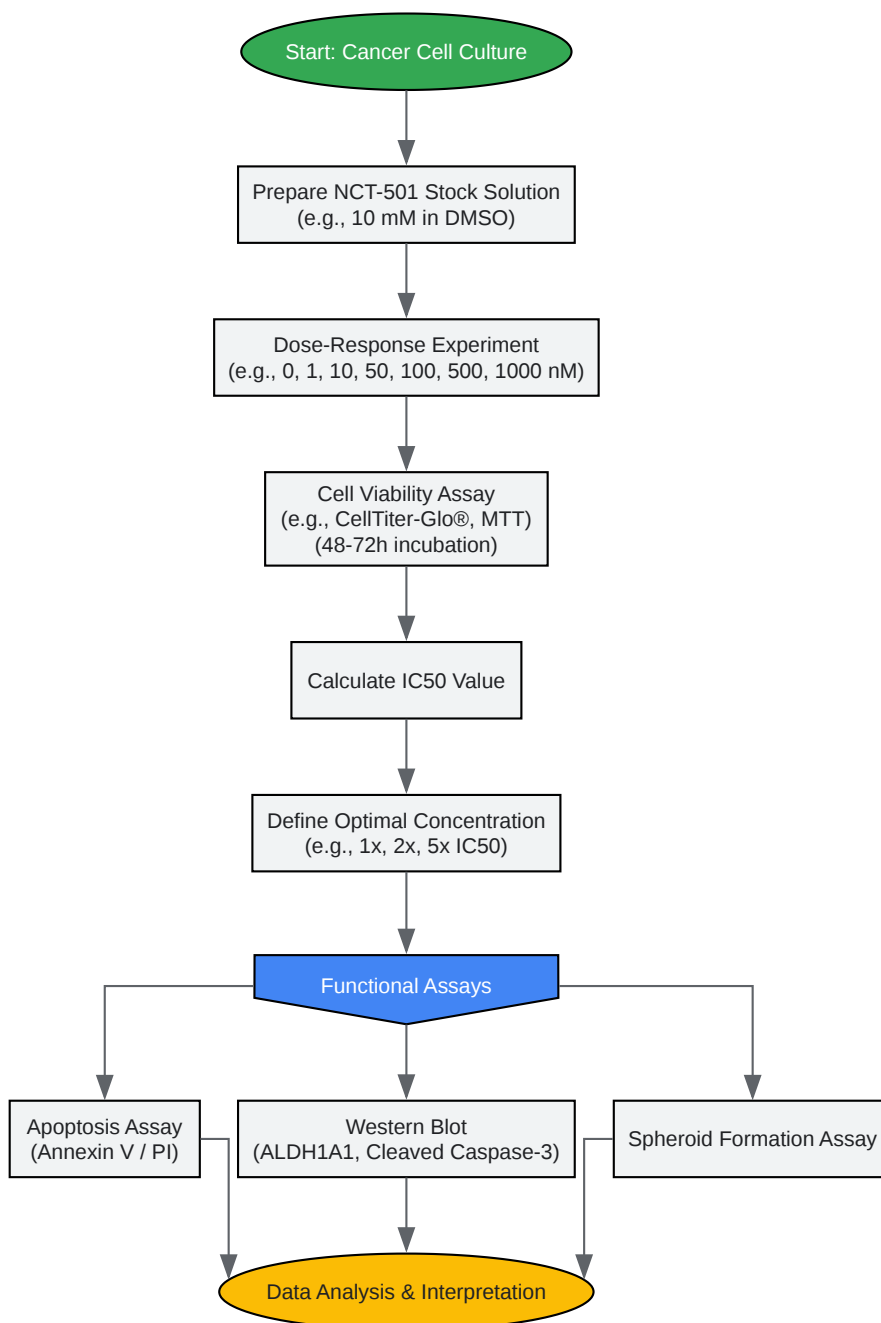 Start: Cancer Cell Culture
Prepare NCT-501 Stock Solution
(e.g., 10 mM in DMSO)
Dose-Response Experiment
(e.g., 0, 1, 10, 50, 100, 500, 1000 nM)
Cell Viability Assay
(e.g., CellTiter-Glo®, MTT)
(48-72h incubation)
Calculate IC50 Value
Define Optimal Concentration
(e.g., 1x, 2x, 5x IC50)
Functional Assays
Apoptosis Assay
(Annexin V / PI)
Western Blot
(ALDH1A1, Cleaved Caspase-3)
Spheroid Formation Assay
Data Analysis & Interpretation